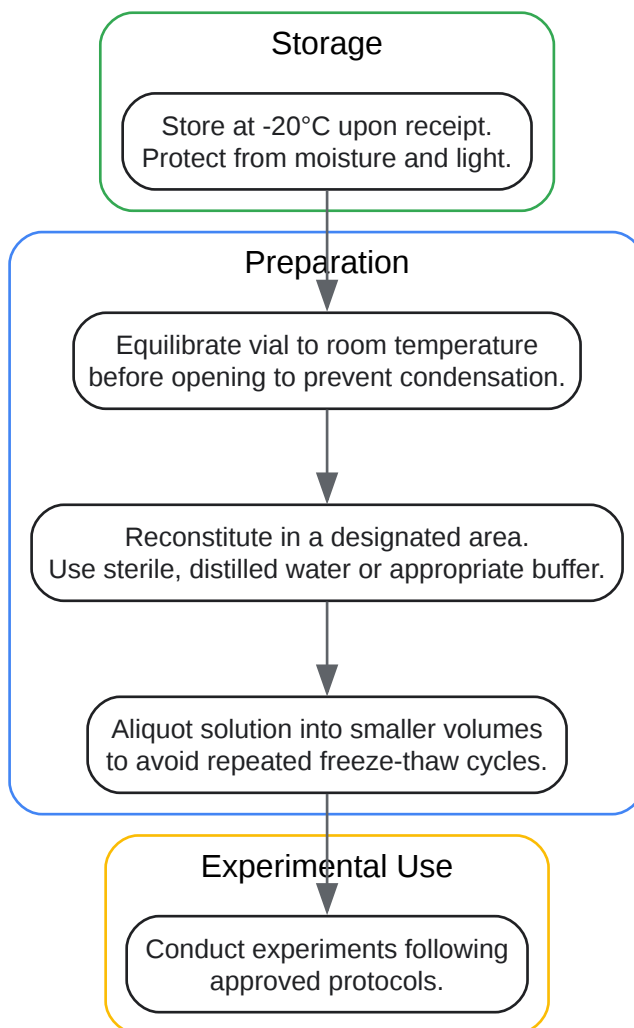 Storage
Store at -20°C upon receipt.
Protect from moisture and light.
Preparation
Equilibrate vial to room temperature
before opening to prevent condensation.
Reconstitute in a designated area.
Use sterile, distilled water or appropriate buffer.
Aliquot solution into smaller volumes
to avoid repeated freeze-thaw cycles.
Experimental Use
Conduct experiments following
approved protocols.